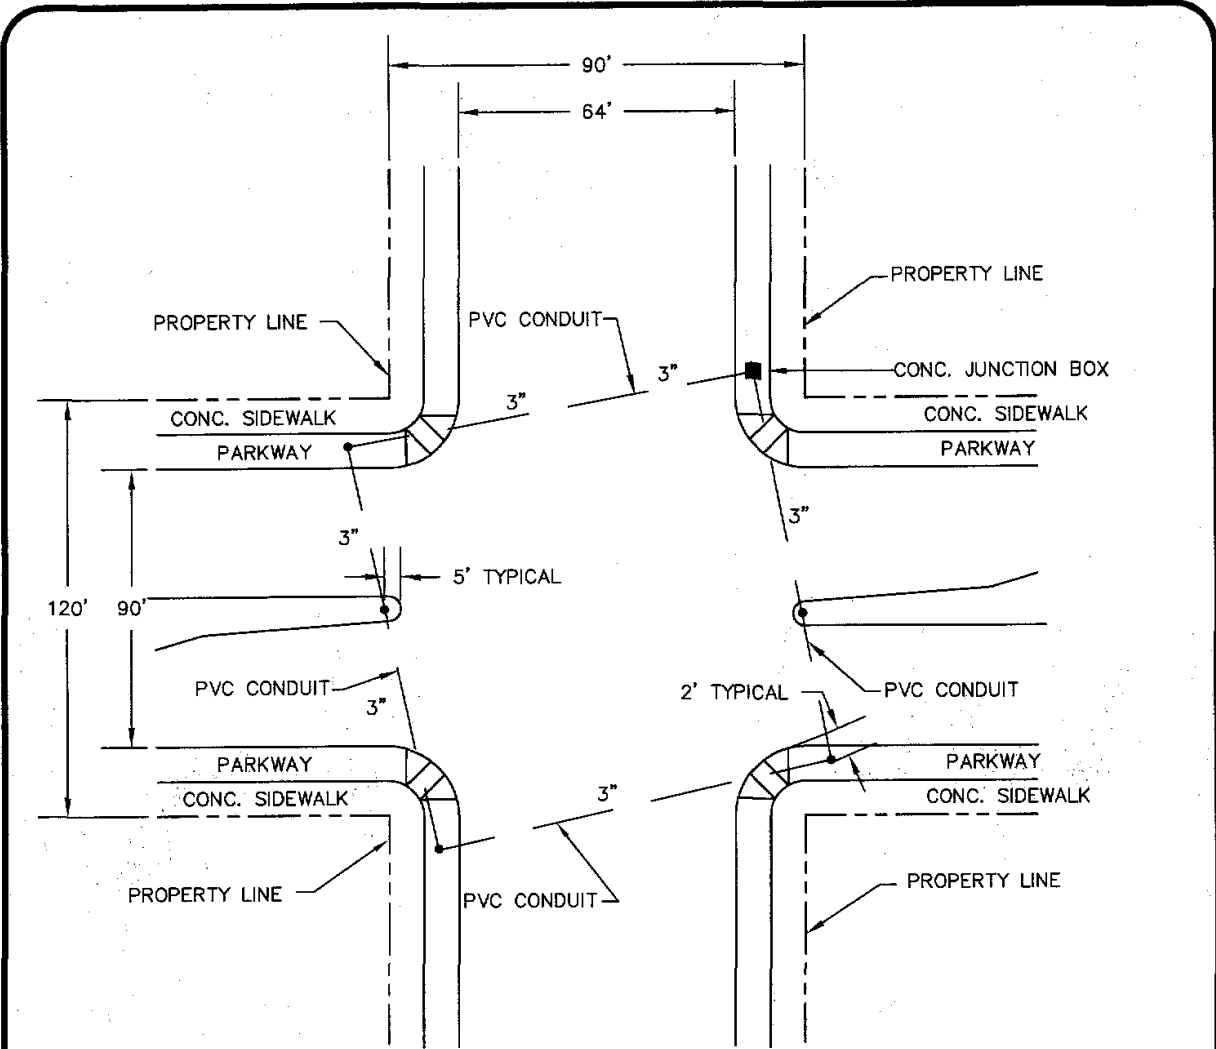 90'
64'
PROPERTY LINE
PROPERTY LINE
PVC CONDUIT
3"
CONC. JUNCTION BOX
3"
CONC. SIDEWALK
CONC. SIDEWALK
PARKWAY
PARKWAY
3"
3"
5' TYPICAL
120'
90'
PVC CONDUIT
2' TYPICAL
PVC CONDUIT
3"
PARKWAY
PARKWAY
CONC. SIDEWALK
3"
CONC. SIDEWALK
PROPERTY LINE
PVC CONDUIT
PROPERTY LINE